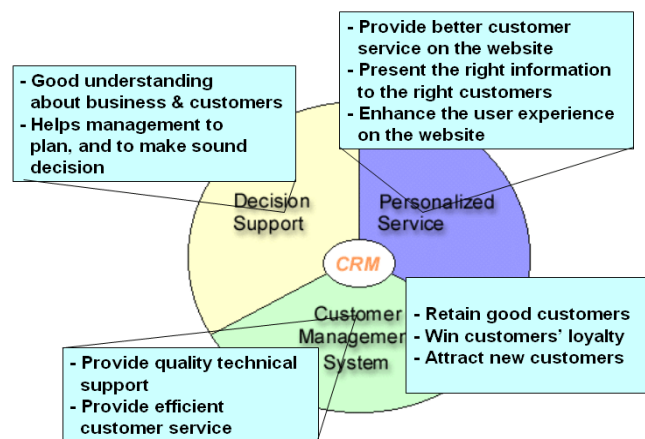 - Provide better customer
service on the website
- Present the right information
to the right customers
- Enhance the user experience
on the website
- Good understanding
about business & customers
- Helps management to
plan, and to make sound
decision
Decision
Support
Personalized
Service
CRM
Customer
Managemen
System
- Retain good customers
- Win customers' loyalty
- Attract new customers
- Provide quality technical
support
- Provide efficient
customer service